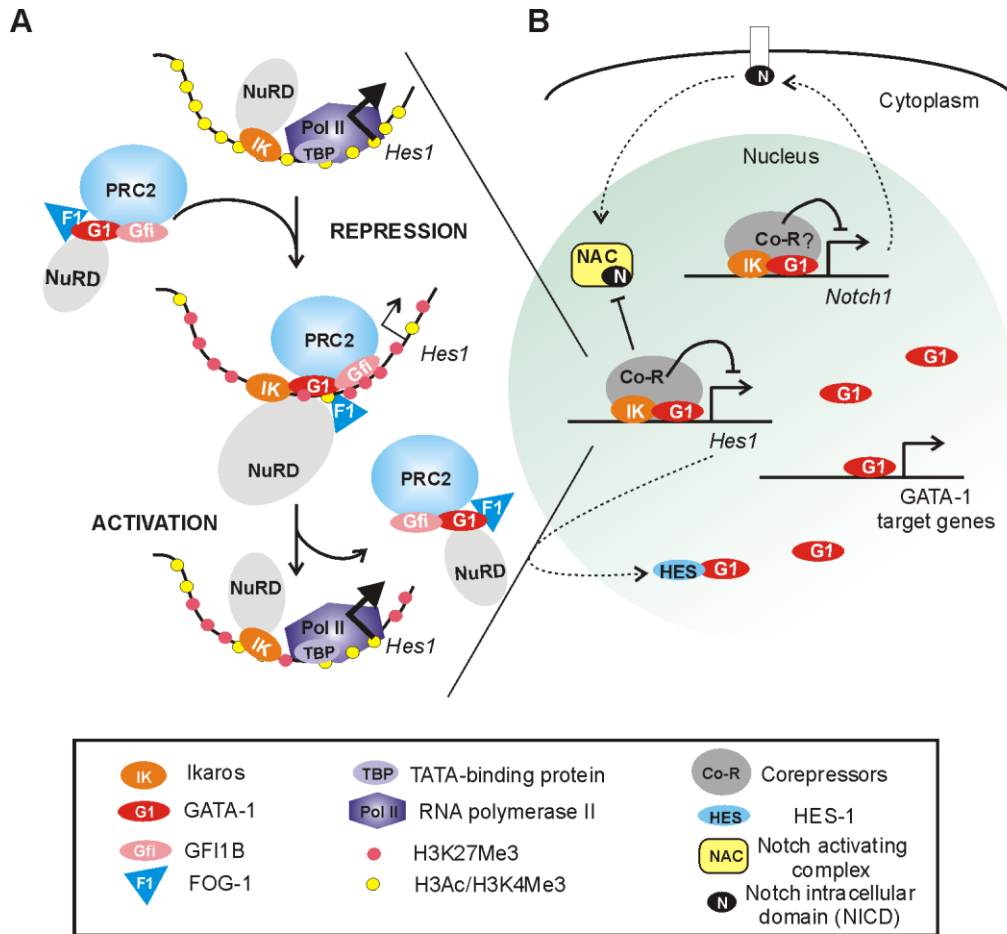 A
NuRD
Pol II
IK
TBP
Hes1
PRC2
F1
G1
Gfi
NuRD
REPRESSION
PRC2
Hes1
Gfi
IK
G1
F1
NuRD
PRC2
F1
Gfi
G1
NuRD
ACTIVATION
NuRD
Pol II
IK
TBP
Hes1
B
N
Cytoplasm
Nucleus
NAC
N
Co-R?
IK
G1
Notch1
Co-R
IK
G1
Hes1
G1
G1
G1
GATA-1
target genes
HES
G1
G1
IK
Ikaros
G1
GATA-1
Gfi
GFI1B
F1
FOG-1
TBP
TATA-binding protein
Pol II
RNA polymerase II
H3K27Me3
H3Ac/H3K4Me3
Co-R
Corepressors
HES
HES-1
NAC
Notch activating
complex
N
Notch intracellular
domain (NICD)